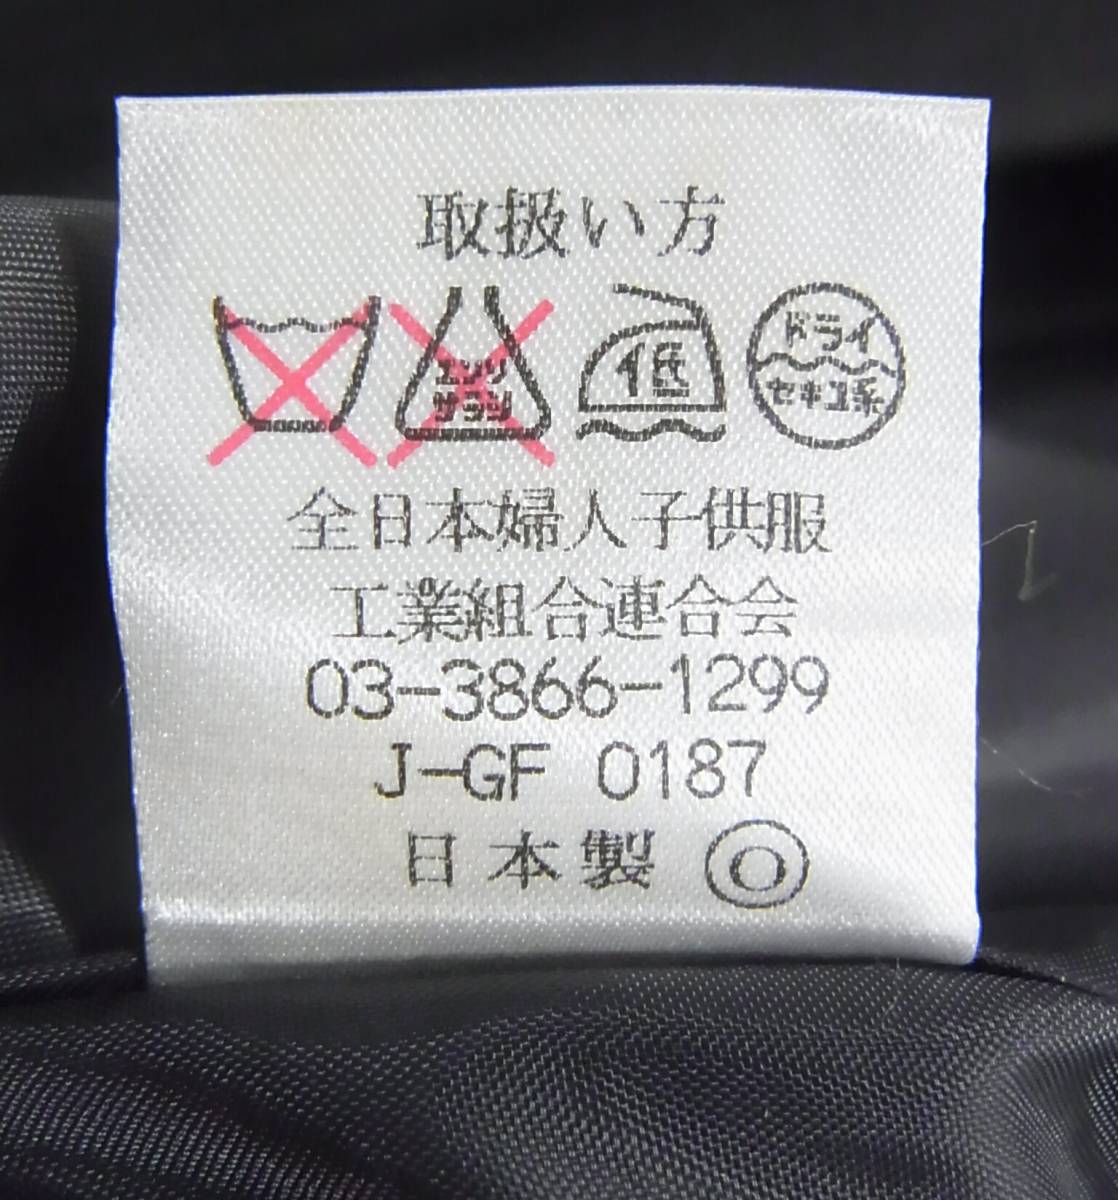 取扱い方
エンソ
サラシ
低
ドライ
セキユ系
全日本婦人子供服
工業組合連合会
03-3866-1299
J-GF 0187
日本製 O